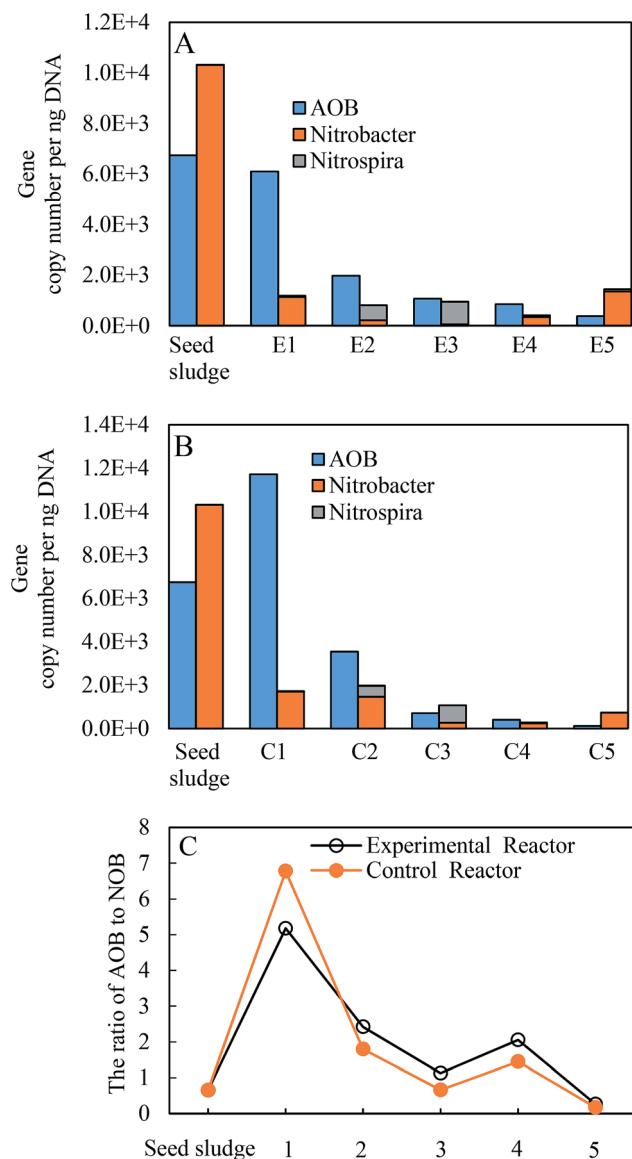 A
1.2E+4
1.0E+4
8.0E+3
6.0E+3
4.0E+3
2.0E+3
0.0E+0
Gene
copy number per ng DNA
AOB
Nitrobacter
Nitrospira
Seed
sludge
E1
E2
E3
E4
E5
B
1.4E+4
1.2E+4
1.0E+4
8.0E+3
6.0E+3
4.0E+3
2.0E+3
0.0E+0
Gene
copy number per ng DNA
AOB
Nitrobacter
Nitrospira
Seed
sludge
C1
C2
C3
C4
C5
C
8
7
6
5
4
3
2
1
0
The ratio of AOB to NOB
Experimental Reactor
Control Reactor
Seed sludge
1
2
3
4
5